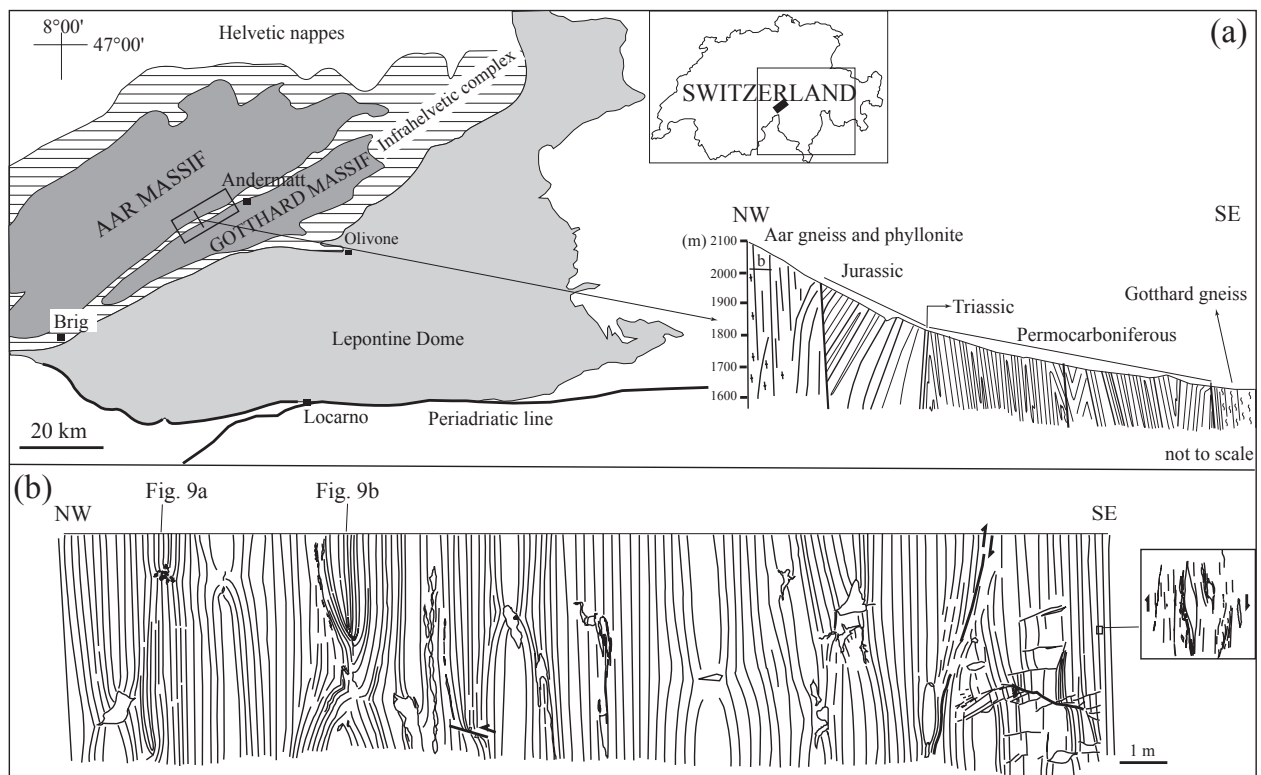 8°00'
47°00'
Helvetic nappes
Infrahelvetic complex
(a)
SWITZERLAND
AAR MASSIF
Andermatt
GOTTHARD MASSIF
Olivone
Brig
Lepontine Dome
Locarno
Periadriatic line
20 km
NW
SE
(m)
2100
2000
1900
1800
1700
1600
Aar gneiss and phyllonite
b
Jurassic
Triassic
Gotthard gneiss
Permocarboniferous
not to scale
(b)
Fig. 9a
Fig. 9b
NW
SE
1 m